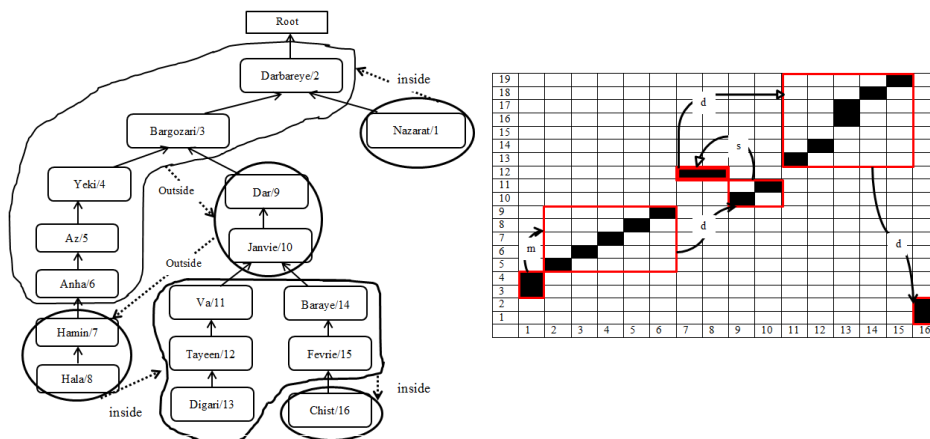 Root
Darbareye/2
inside
Nazarat/1
Bargozari/3
Yeki/4
Outside
Dar/9
Az/5
Janvie/10
Outside
Anha/6
Va/11
Baraye/14
Hamin/7
Tayeen/12
Fevrie/15
Hala/8
inside
Digari/13
Chist/16
inside
19
18
17
16
15
14
13
12
11
10
9
8
7
6
5
4
3
2
1
d
s
d
m
d
1 2 3 4 5 6 7 8 9 10 11 12 13 14 15 16